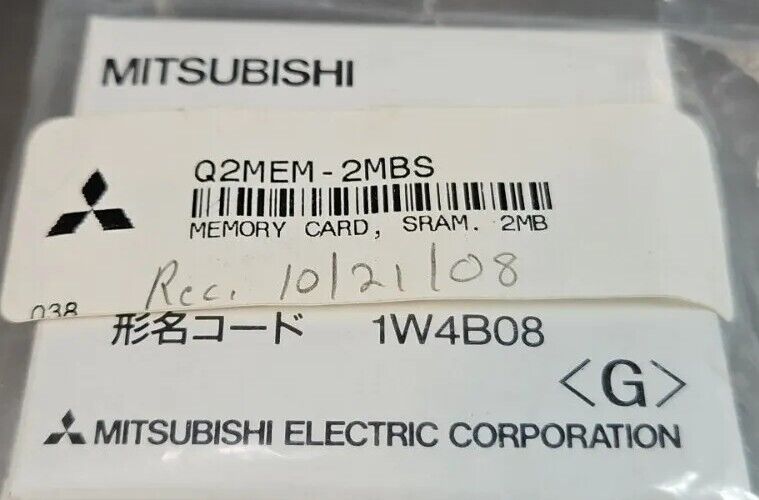 MITSUBISHI
Q2MEM-2MBS
MEMORY CARD, SRAM. 2MB
Rec. 10/21/08
038
形名コード 1W4B08
<G>
MITSUBISHI ELECTRIC CORPORATION